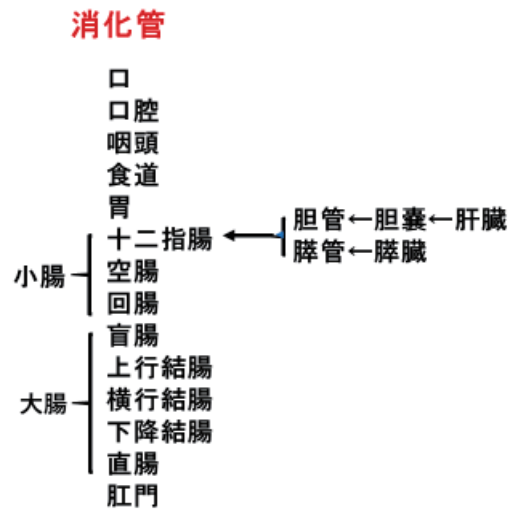 消化管
口
口腔
咽頭
食道
胃
十二指腸
胆管←胆嚢←肝臓
膵管←膵臓
小腸
空腸
回腸
盲腸
上行結腸
横行結腸
大腸
下降結腸
直腸
肛門